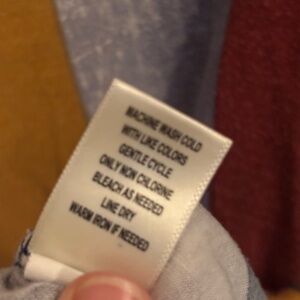 MACHINE WASH COLD
WITH LIKE COLORS
GENTLE CYCLE
ONLY NON CHLORINE
BLEACH AS NEEDED
LINE DRY
WARM IRON IF NEEDED